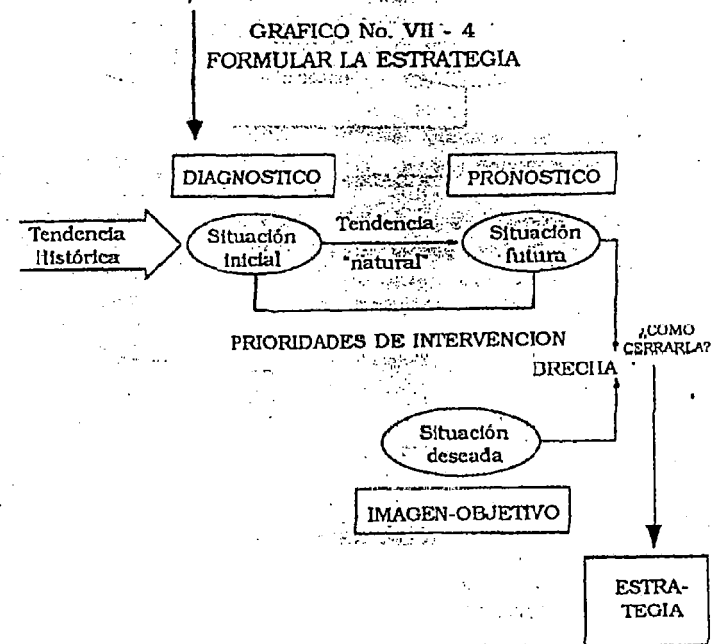 GRAFICO No. VII - 4
FORMULAR LA ESTRATEGIA
DIAGNOSTICO
PRONOSTICO
Tendencia
Histórica
Situación
inicial
Tendencia
"natural"
Situación
futura
PRIORIDADES DE INTERVENCION
BRECHA
¿COMO
CERRARLA?
Situación
deseada
IMAGEN-OBJETIVO
ESTRA-
TEGIA